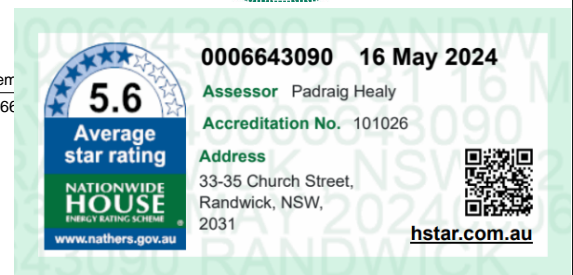 0006643090 16 May 2024
5.6
Average
star rating
NATIONWIDE
HOUSE
ENERGY RATING SCHEME
®
www.nathers.gov.au
Assessor Padraig Healy
Accreditation No. 101026
Address
33-35 Church Street,
Randwick, NSW,
2031
hstar.com.au